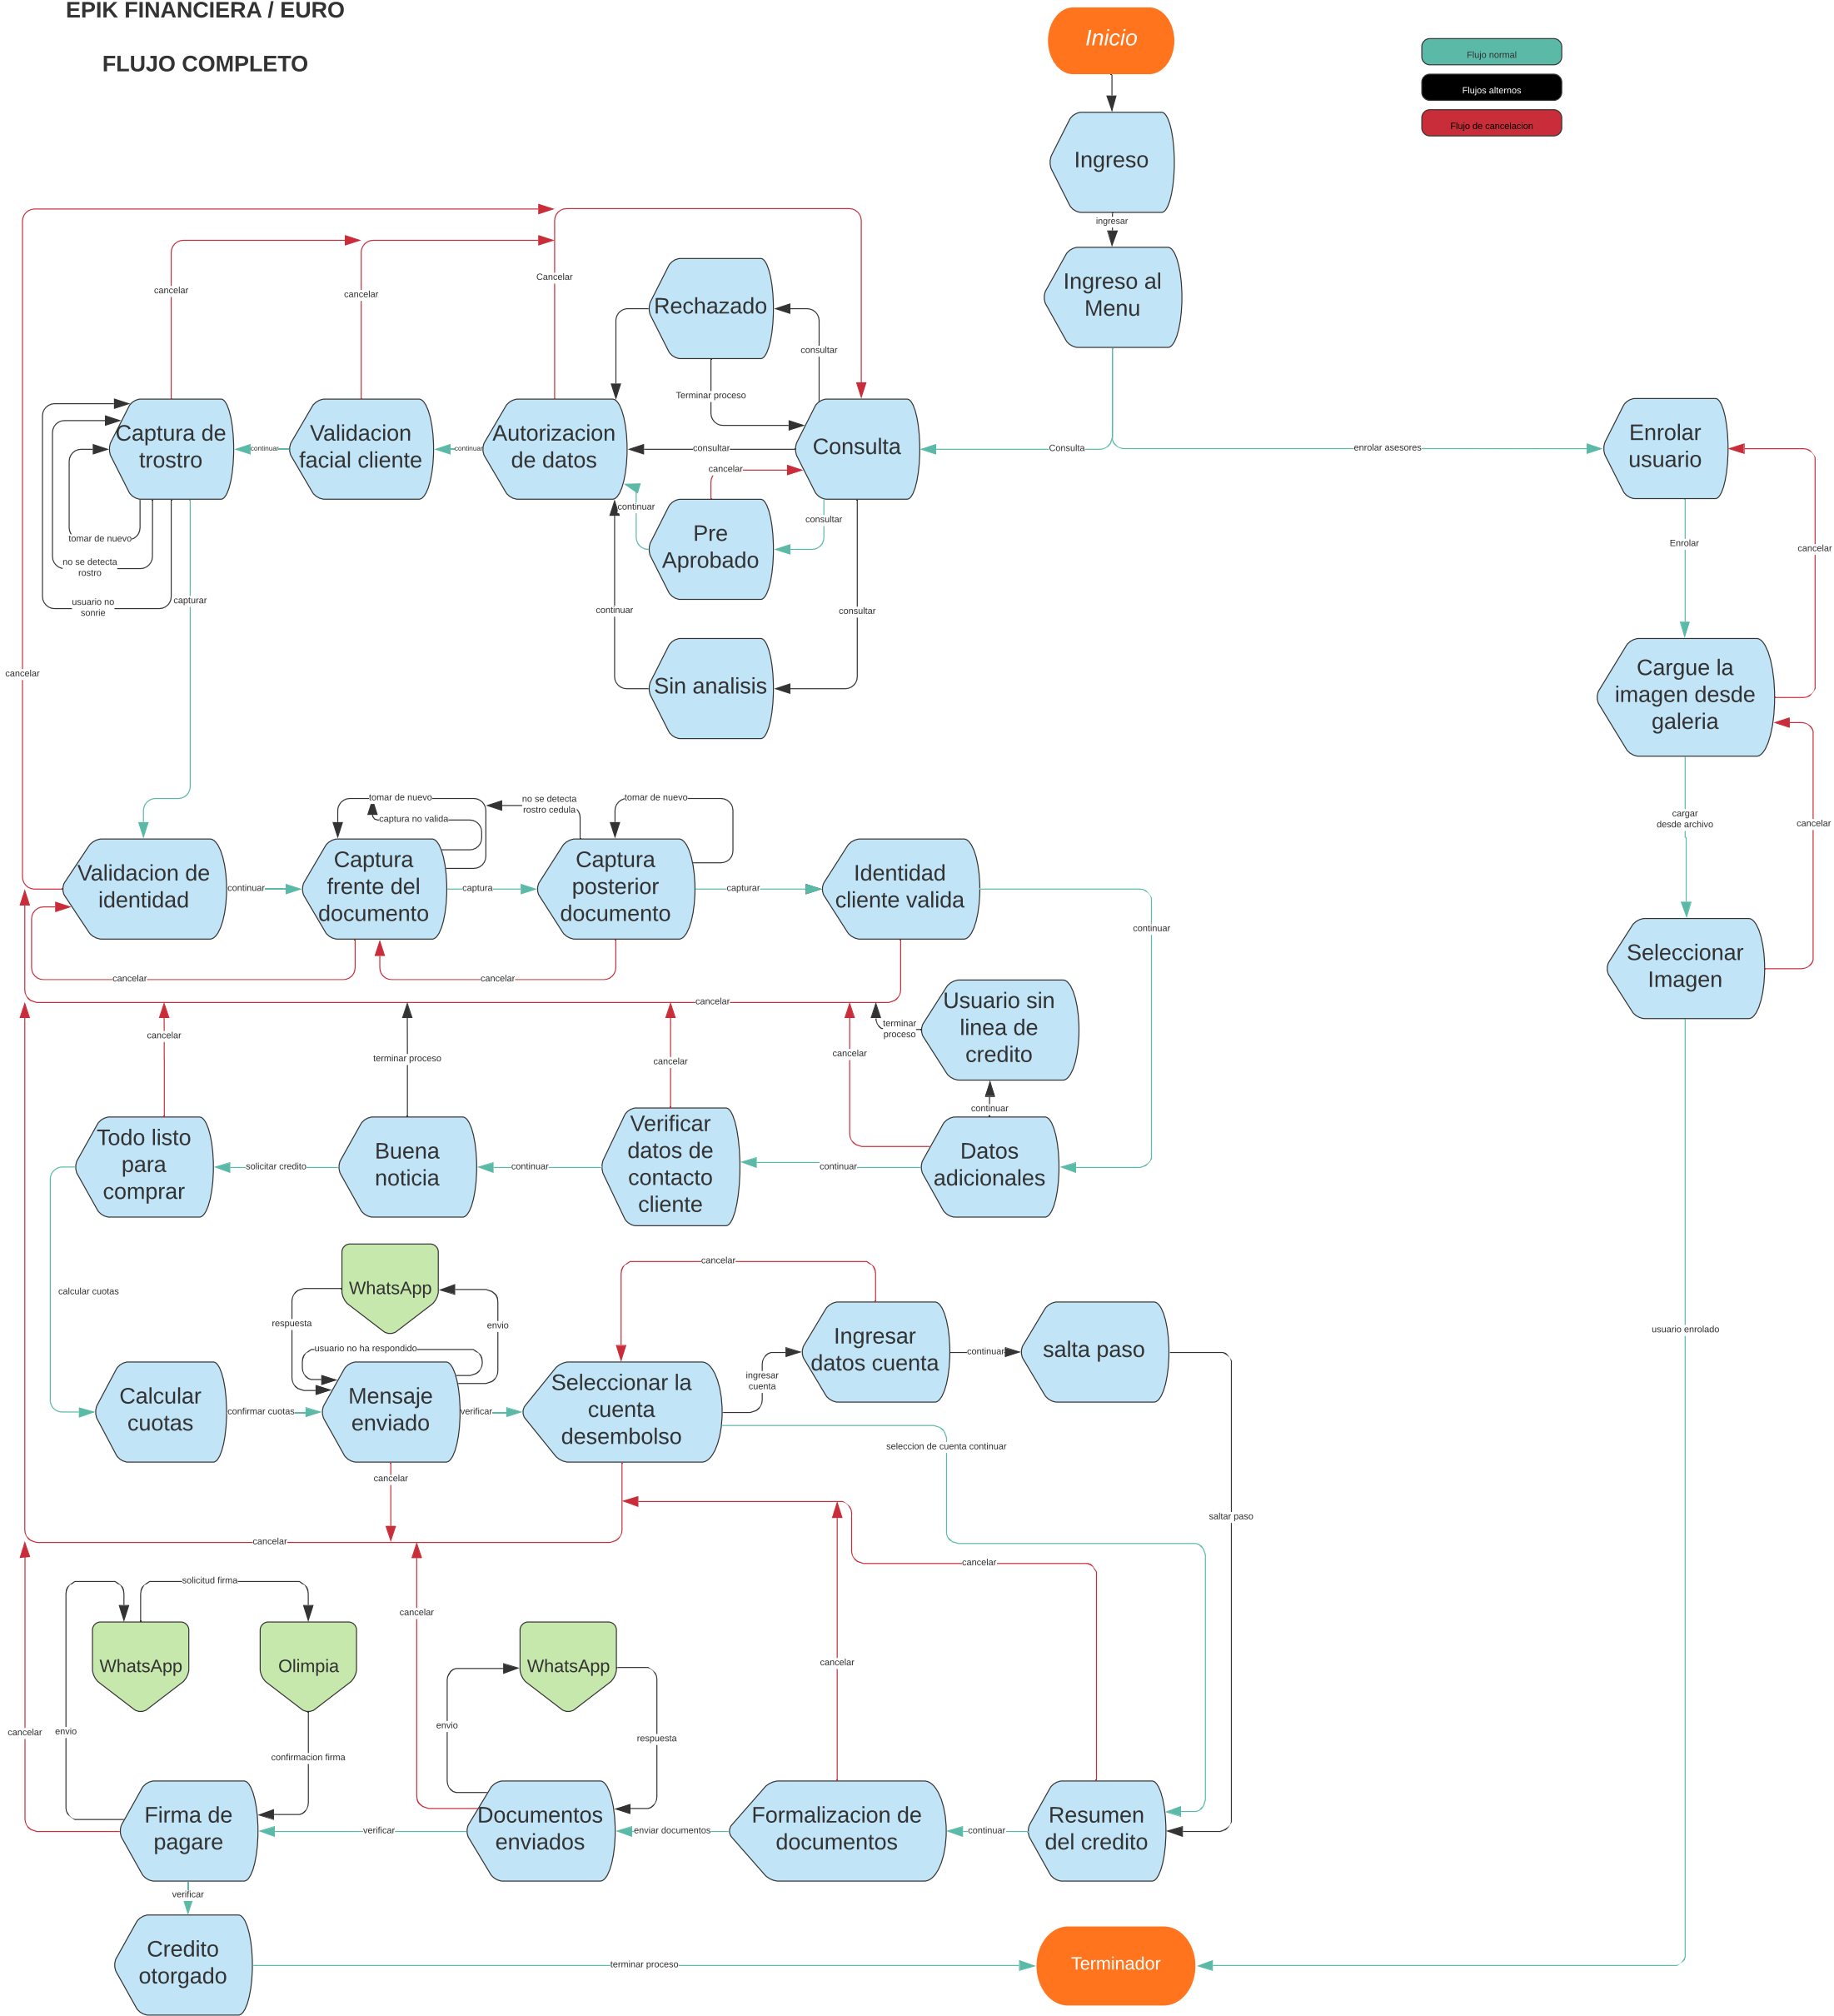 EPIK FINANCIERA / EURO
FLUJO COMPLETO
Inicio
Flujo normal
Flujos alternos
Flujo de cancelacion
Ingreso
ingresar
Ingreso al
Menu
cancelar
cancelar
Cancelar
Rechazado
consultar
Terminar proceso
Captura de
trostro
continuar
Validacion
facial cliente
continuar
Autorizacion
de datos
consultar
Consulta
Consulta
enrolar asesores
Enrolar
usuario
cancelar
continuar
Pre
Aprobado
consultar
tomar de nuevo
no se detecta
rostro
usuario no
sonrie
capturar
continuar
consultar
Enrolar
cancelar
cancelar
Sin analisis
Cargue la
imagen desde
galeria
tomar de nuevo
captura no valida
no se detecta
rostro cedula
tomar de nuevo
cargar
desde archivo
cancelar
Validacion de
identidad
continuar
Captura
frente del
documento
captura
Captura
posterior
documento
capturar
Identidad
cliente valida
continuar
Seleccionar
Imagen
cancelar
cancelar
cancelar
Usuario sin
linea de
credito
terminar
proceso
cancelar
terminar proceso
cancelar
cancelar
continuar
Todo listo
para
comprar
solicitar credito
Buena
noticia
continuar
Verificar
datos de
contacto
cliente
continuar
Datos
adicionales
calcular cuotas
WhatsApp
respuesta
envio
usuario no ha respondido
cancelar
Ingresar
datos cuenta
continuar
salta paso
usuario enrolado
Calcular
cuotas
confirmar cuotas
Mensaje
enviado
verificar
Seleccionar la
cuenta
desembolso
ingresar
cuenta
seleccion de cuenta continuar
cancelar
saltar paso
cancelar
cancelar
solicitud firma
cancelar
WhatsApp
Olimpia
WhatsApp
cancelar
cancelar
envio
confirmacion firma
envio
respuesta
Firma de
pagare
verificar
Documentos
enviados
enviar documentos
Formalizacion de
documentos
continuar
Resumen
del credito
verificar
Credito
otorgado
terminar proceso
Terminador